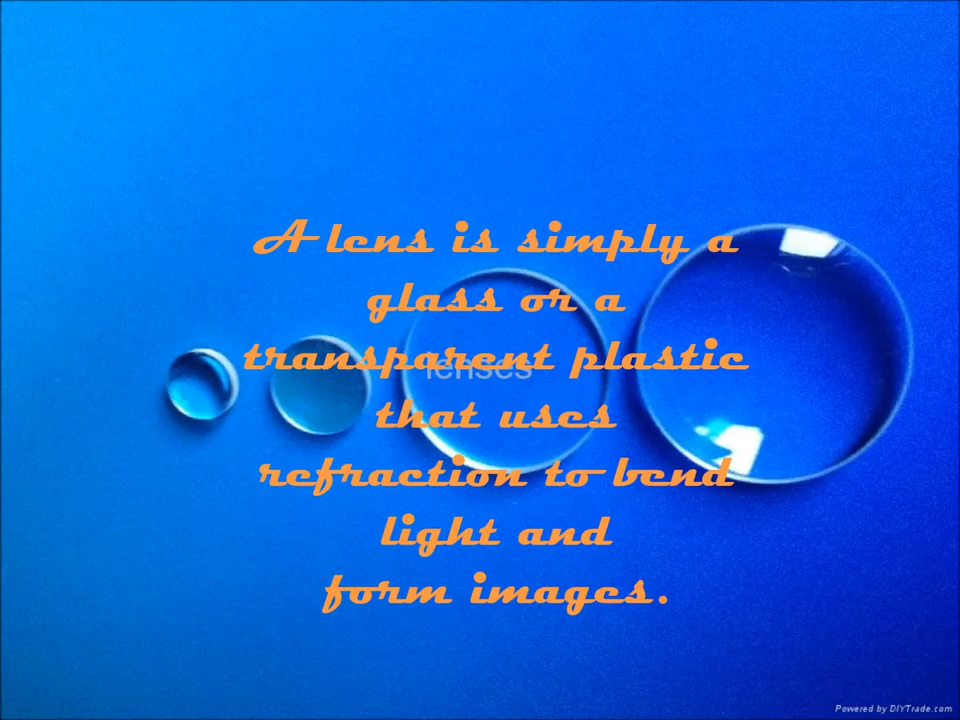 A lens is simply a
glass or a
transparent plastic
lenses
that uses
refraction to bend
light and
form images.
Powered by DIYTrade.com